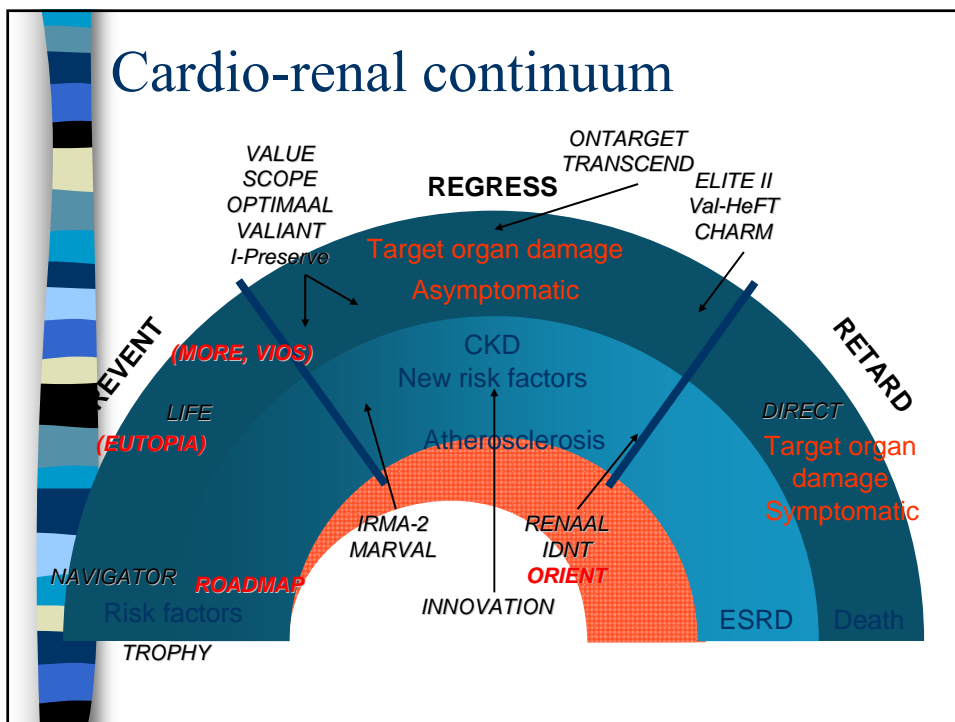 Cardio-renal continuum
VALUE
SCOPE
OPTIMAAL
VALIANT
I-Preserve
ONTARGET
TRANSCEND
REGRESS
ELITE II
Val-HeFT
CHARM
Target organ damage
Asymptomatic
REVENT
(MORE, VIOS)
CKD
New risk factors
RETARD
LIFE
(EUTOPIA)
Atherosclerosis
DIRECT
Target organ
damage
Symptomatic
IRMA-2
MARVAL
RENAAL
IDNT
ORIENT
NAVIGATOR
ROADMAP
INNOVATION
Risk factors
ESRD
Death
TROPHY